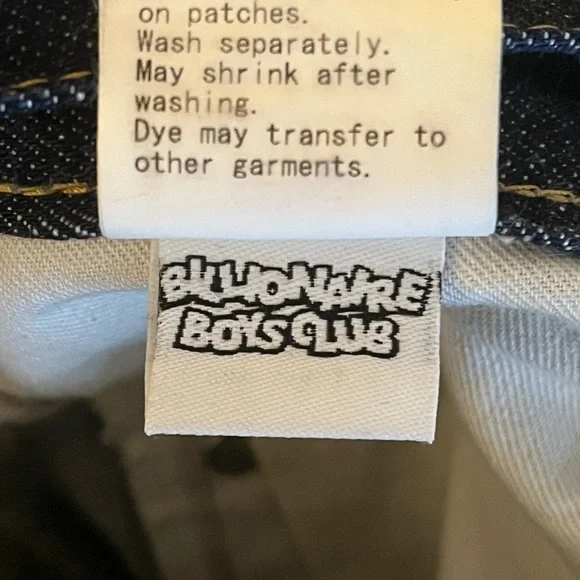 on patches.
Wash separately.
May shrink after
washing.
Dye may transfer to
other garments.
BILLIONAIRE
BOYS CLUB